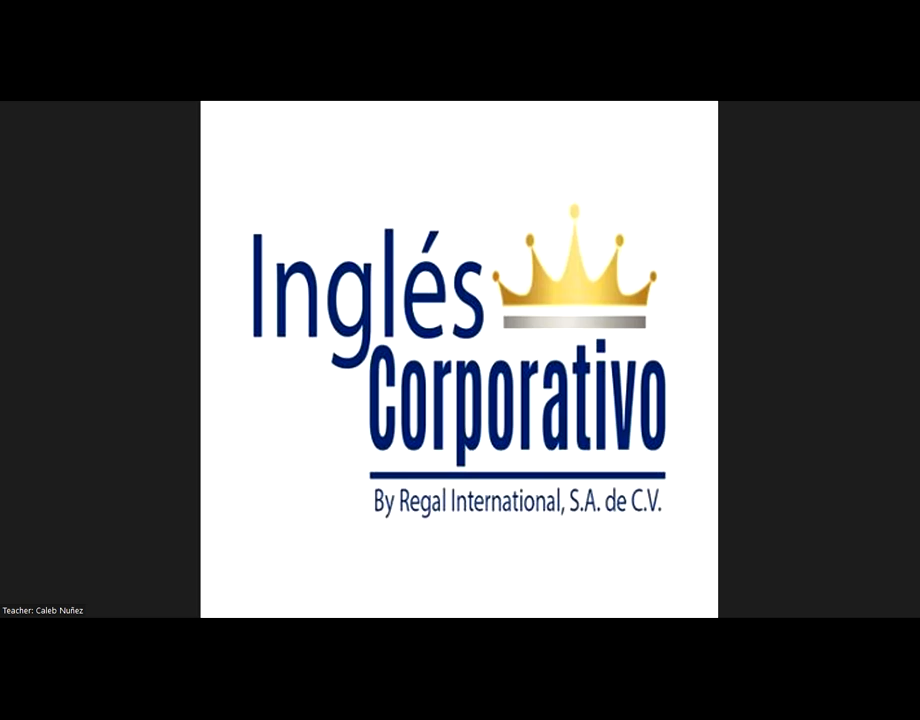 Inglés
Corporativo
By Regal International, S.A. de C.V.
Teacher: Caleb Nuñez